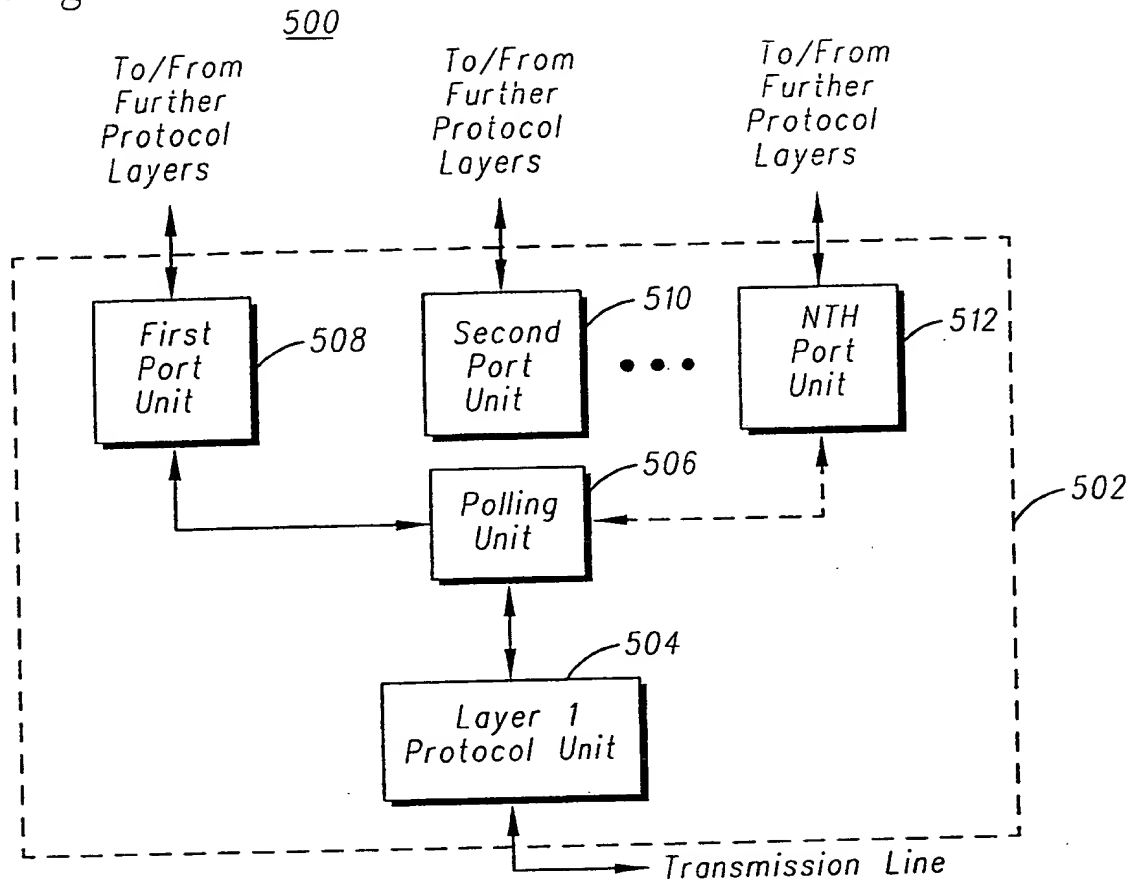 500
To/From
Further
Protocol
Layers
To/From
Further
Protocol
Layers
To/From
Further
Protocol
Layers
First
Port
Unit
508
Second
Port
Unit
510
NTH
Port
Unit
512
Polling
Unit
506
502
Layer 1
Protocol Unit
504
Transmission Line